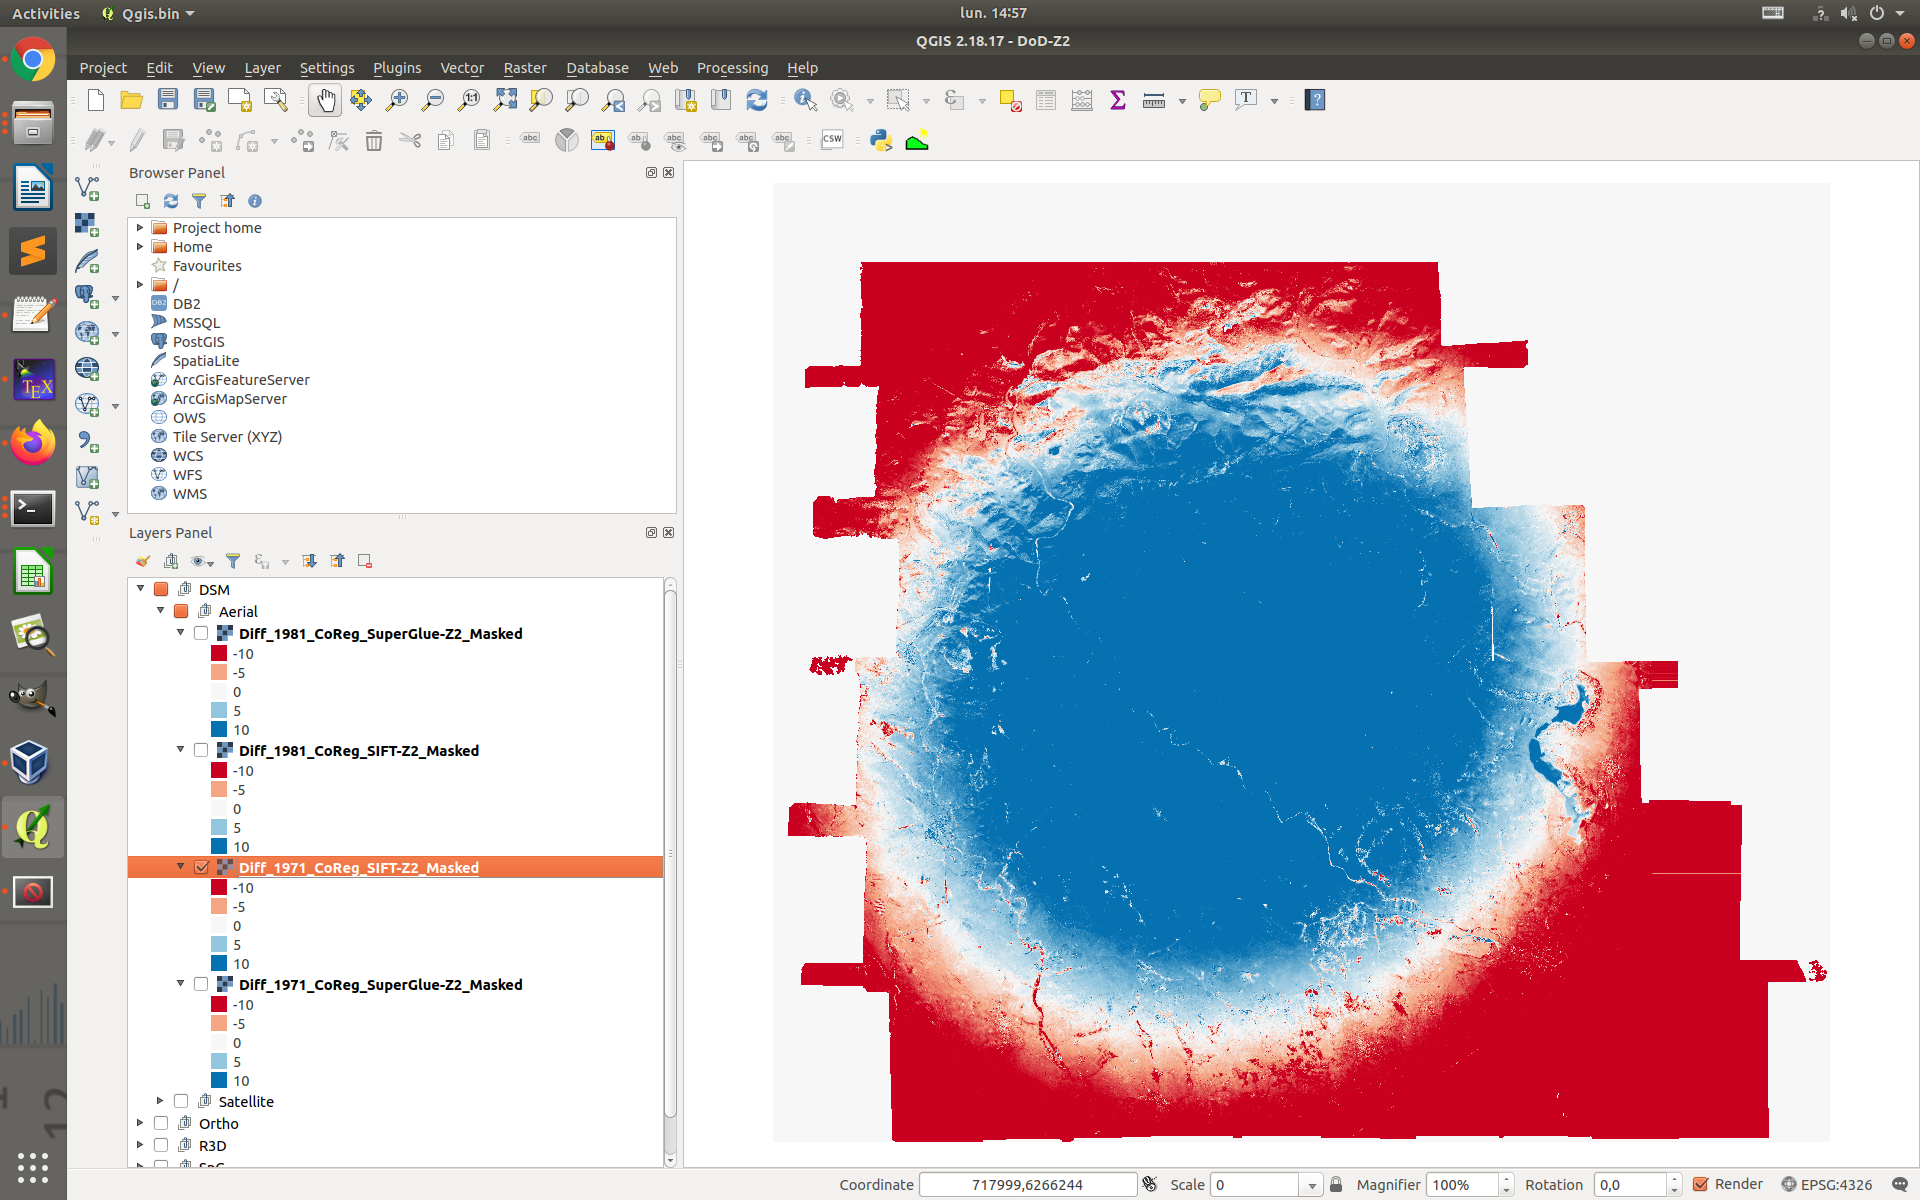 Activities Qgis.bin lun. 14:57
QGIS 2.18.17 - DoD-Z2
Project Edit View Layer Settings Plugins Vector Raster Database Web Processing Help
Browser Panel
Project home
Home
Favourites
/
DB2
MSSQL
PostGIS
SpatiaLite
ArcGisFeatureServer
ArcGisMapServer
OWS
Tile Server (XYZ)
WCS
WFS
WMS
Layers Panel
DSM
Aerial
Diff_1981_CoReg_SuperGlue-Z2_Masked
-10
-5
0
5
10
Diff_1981_CoReg_SIFT-Z2_Masked
-10
-5
0
5
10
Diff_1971_CoReg_SIFT-Z2_Masked
-10
-5
0
5
10
Diff_1971_CoReg_SuperGlue-Z2_Masked
-10
-5
0
5
10
Satellite
Ortho
R3D
Coordinate 717999,6266244 Scale 0 Magnifier 100% Rotation 0,0 Render EPSG:4326